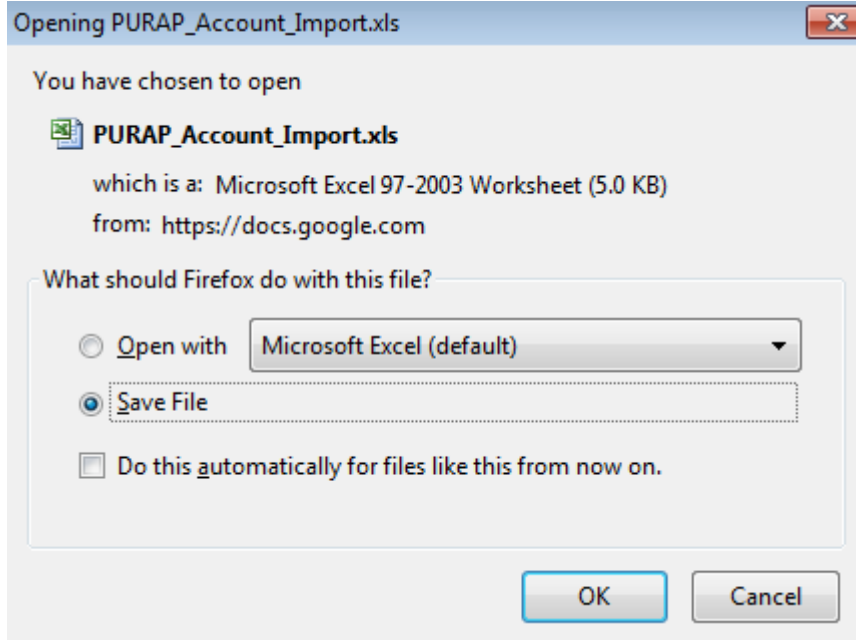 Opening PURAP_Account_Import.xls
You have chosen to open
PURAP_Account_Import.xls
which is a: Microsoft Excel 97-2003 Worksheet (5.0 KB)
from: https://docs.google.com
What should Firefox do with this file?
Open with Microsoft Excel (default)
Save File
Do this automatically for files like this from now on.
OK Cancel